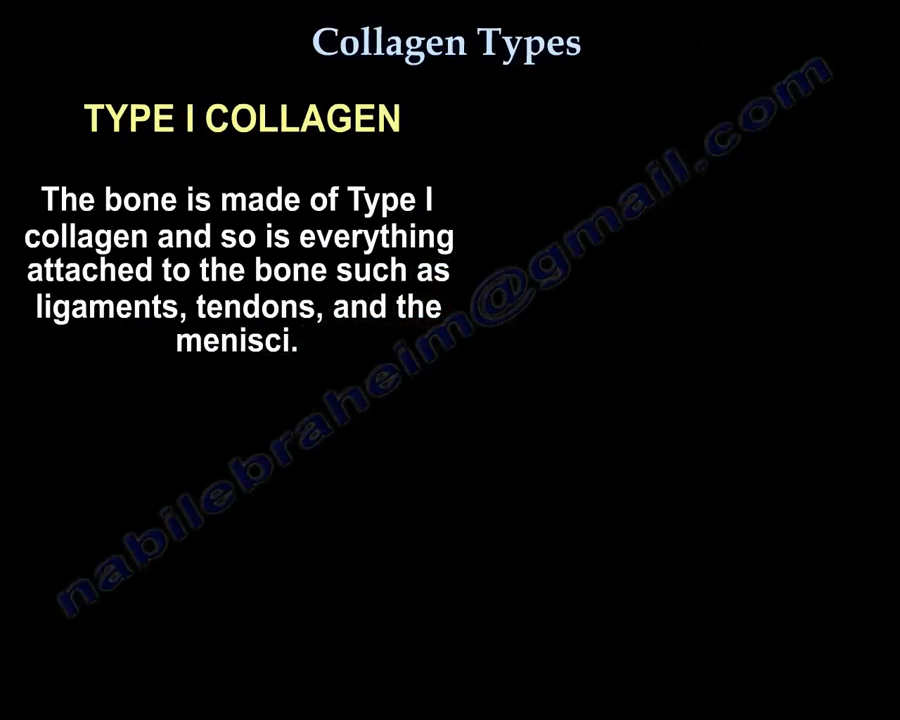 Collagen Types
TYPE I COLLAGEN
The bone is made of Type I
collagen and so is everything
attached to the bone such as
ligaments, tendons, and the
menisci.
nabilebraheim@gmail.com